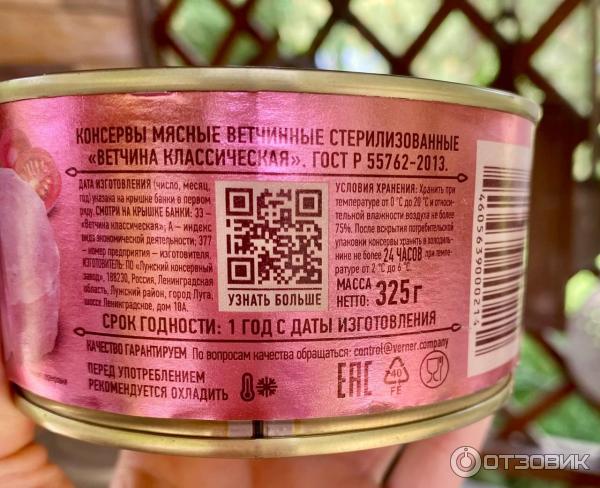 КОНСЕРВЫ МЯСНЫЕ ВЕТЧИННЫЕ СТЕРИЛИЗОВАННЫЕ
«ВЕТЧИНА КЛАССИЧЕСКАЯ». ГОСТ Р 55762-2013.
ДАТА ИЗГОТОВЛЕНИЯ (число, месяц,
год) указана на крышке банки в первом
ряду. СМОТРИ НА КРЫШКЕ БАНКИ: 33 –
«Ветчина классическая»; А – индекс
вида экономической деятельности; 377
– номер предприятия – изготовителя.
ИЗГОТОВИТЕЛЬ: ПО «Лужский консервный
завод», 188230, Россия, Ленинградская
область, Лужский район, город Луга,
шоссе Ленинградское, дом 18А.
УЗНАТЬ БОЛЬШЕ
УСЛОВИЯ ХРАНЕНИЯ: Хранить при
температуре от 0 °С до 20 °С и относи-
тельной влажности воздуха не более
75%. После вскрытия потребительской
упаковки консервы хранить в холодиль-
нике не более 24 ЧАСОВ при темпе-
ратуре от 2 °С до 6 °С.
МАССА
НЕТТО: 325 г
СРОК ГОДНОСТИ: 1 ГОД С ДАТЫ ИЗГОТОВЛЕНИЯ
КАЧЕСТВО ГАРАНТИРУЕМ. По вопросам качества обращаться: control@verner.company
ПЕРЕД УПОТРЕБЛЕНИЕМ
РЕКОМЕНДУЕТСЯ ОХЛАДИТЬ
EAC
40
FE
4605639000214
ОТЗОВИК